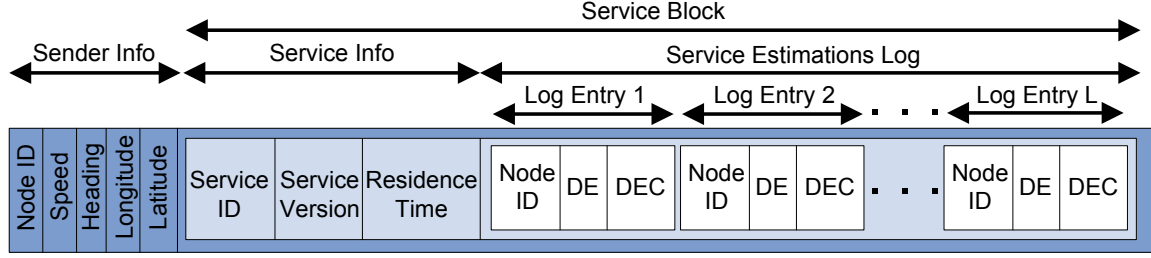 Service Block
Sender Info
Service Info
Service Estimations Log
Log Entry 1
Log Entry 2
. . .
Log Entry L
Node ID
Speed
Heading
Longitude
Latitude
Service
ID
Service
Version
Residence
Time
Node
ID
DE
DEC
Node
ID
DE
DEC
. . .
Node
ID
DE
DEC